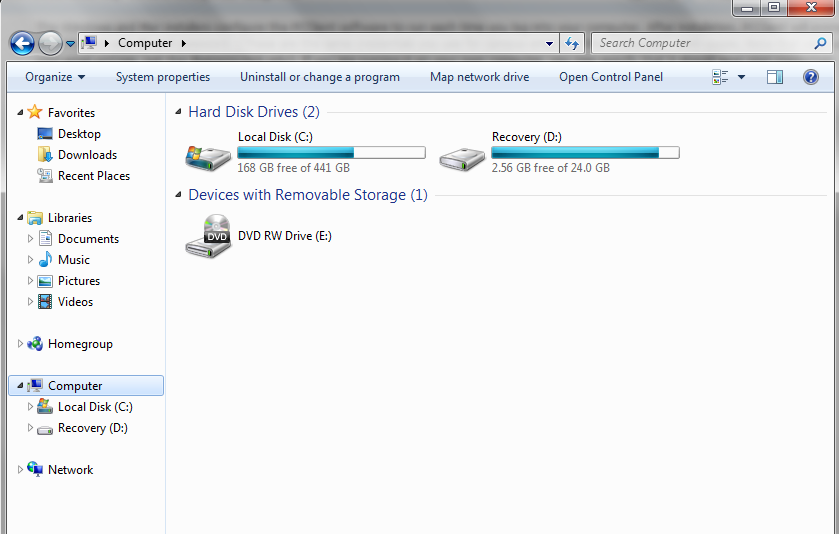 Computer
Search Computer
Organize
System properties
Uninstall or change a program
Map network drive
Open Control Panel
Favorites
Desktop
Downloads
Recent Places
Libraries
Documents
Music
Pictures
Videos
Homegroup
Computer
Local Disk (C:)
Recovery (D:)
Network
Hard Disk Drives (2)
Local Disk (C:)
168 GB free of 441 GB
Recovery (D:)
2.56 GB free of 24.0 GB
Devices with Removable Storage (1)
DVD
DVD RW Drive (E:)